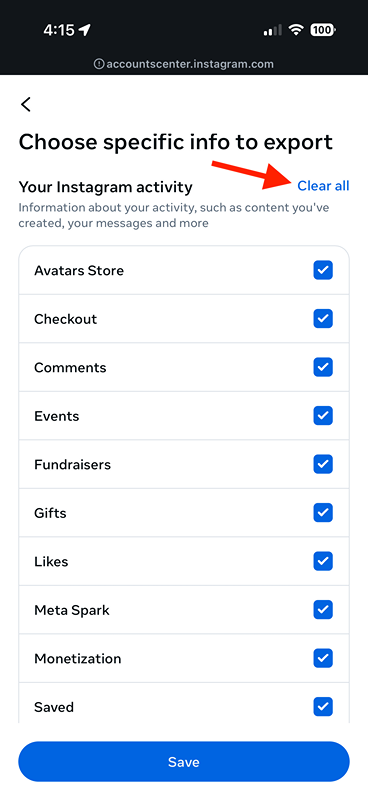 4:15
100
accountscenter.instagram.com
Choose specific info to export
Your Instagram activity
Clear all
Information about your activity, such as content you've
created, your messages and more
Avatars Store
Checkout
Comments
Events
Fundraisers
Gifts
Likes
Meta Spark
Monetization
Saved
Save